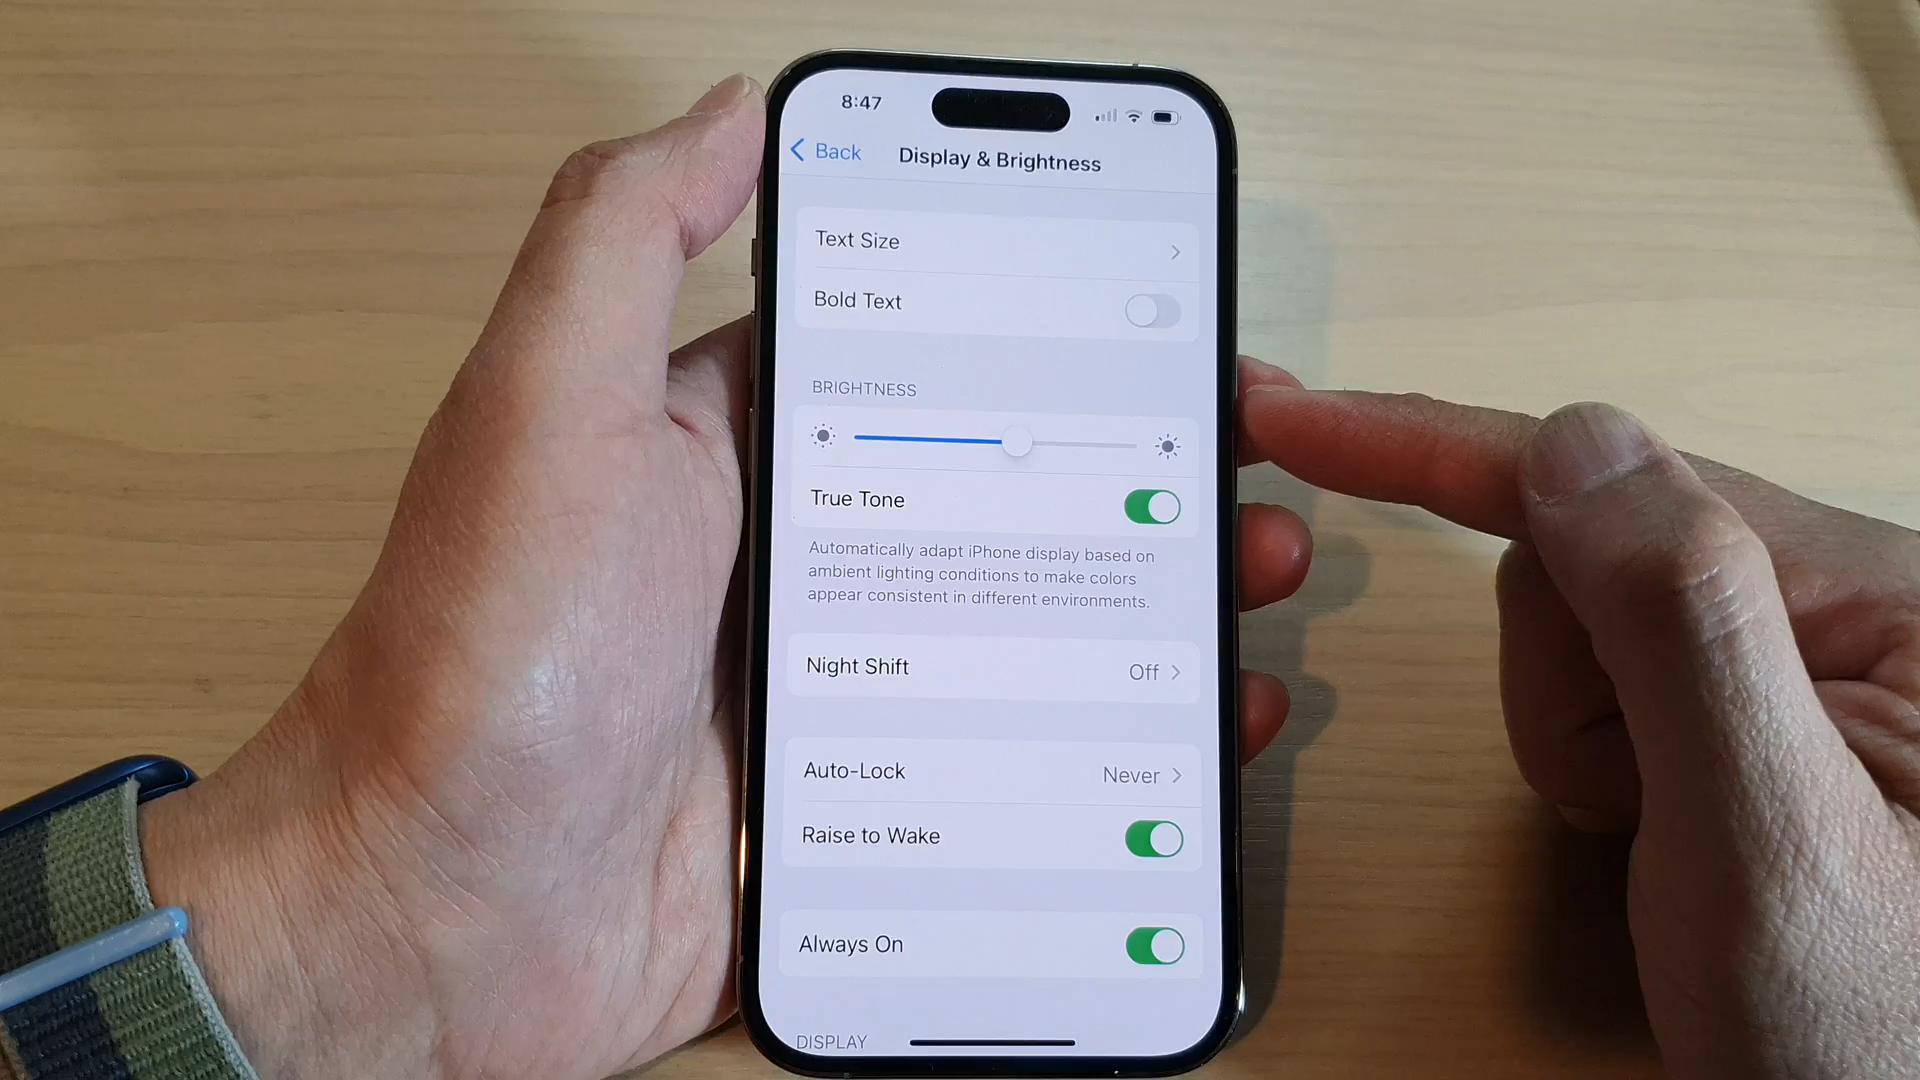 8:47
Back
Display & Brightness
Text Size
Bold Text
BRIGHTNESS
True Tone
Automatically adapt iPhone display based on
ambient lighting conditions to make colors
appear consistent in different environments.
Night Shift Off
Auto-Lock Never
Raise to Wake
Always On
DISPLAY